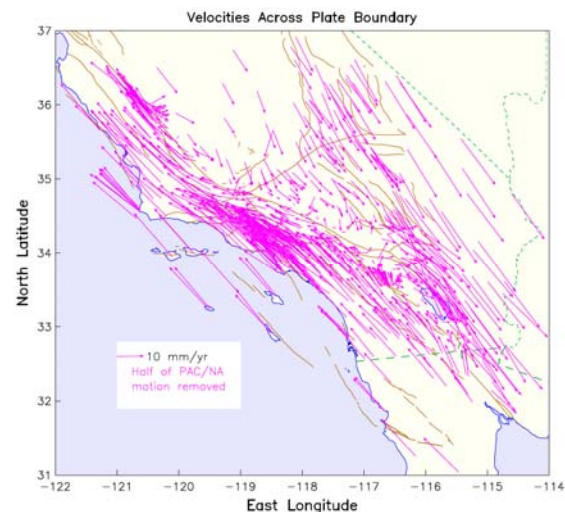 Velocities Across Plate Boundary
37
36
35
34
33
32
31
North Latitude
10 mm/yr
Half of PAC/NA
motion removed
-122 -121 -120 -119 -118 -117 -116 -115 -114
East Longitude